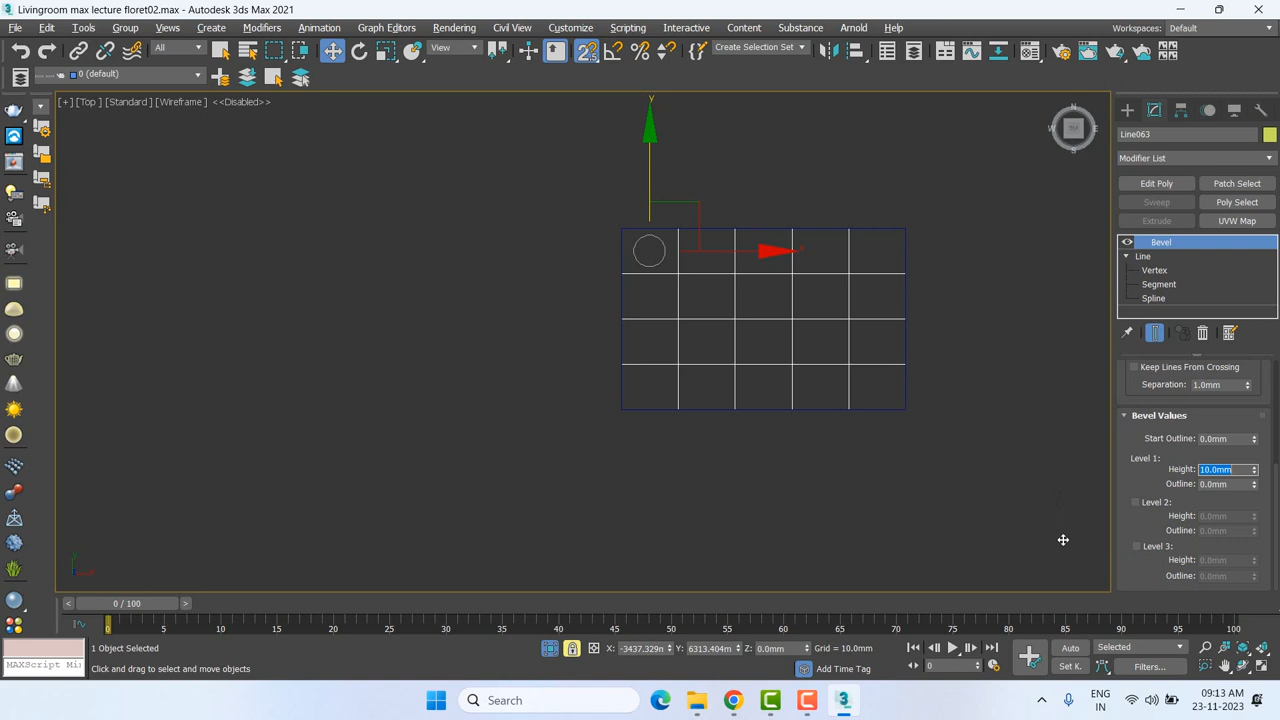 Livingroom max lecture floret02.max - Autodesk 3ds Max 2021
File Edit Tools Group Views Create Modifiers Animation Graph Editors Rendering Civil View Customize Scripting Interactive Content Substance Arnold Help
Workspaces: Default
All View Create Selection Set
0 (default)
[+] [Top ] [Standard ] [Wireframe ] <<Disabled>>
N
W E
S
y
x
Line063
Modifier List
Edit Poly Patch Select
Sweep Poly Select
Extrude UVW Map
Bevel
Line
Vertex
Segment
Spline
Keep Lines From Crossing
Separation: 1.0mm
Bevel Values
Start Outline: 0.0mm
Level 1:
Height: 10.0mm
Outline: 0.0mm
Level 2:
Height: 0.0mm
Outline: 0.0mm
Level 3:
Height: 0.0mm
Outline: 0.0mm
< 0 / 100 >
0 5 10 15 20 25 30 35 40 45 50 55 60 65 70 75 80 85 90 95 100
1 Object Selected
X: -3437.329n Y: 6313.404m Z: 0.0mm Grid = 10.0mm
Auto Selected
MAXScript Mi
Click and drag to select and move objects
Add Time Tag
0
Set K. Filters...
Search
ENG
IN
09:13 AM
23-11-2023